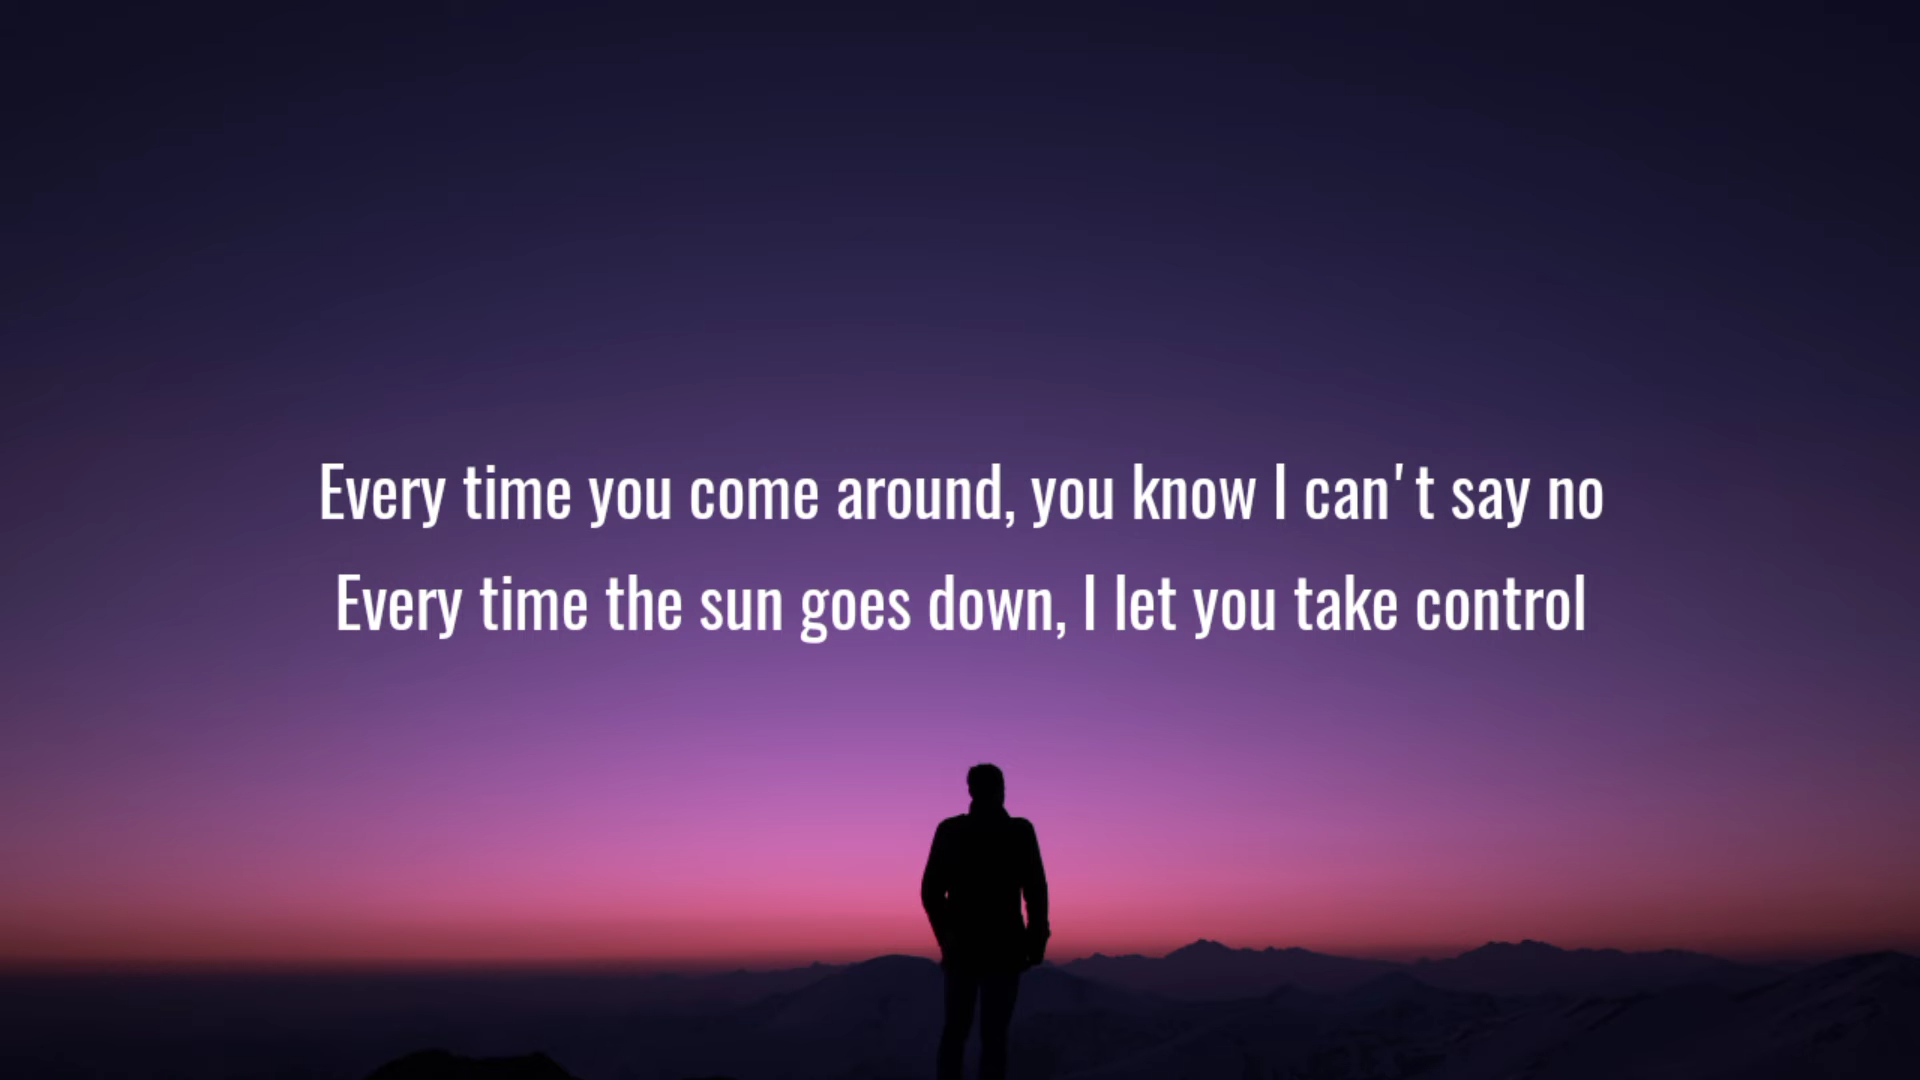 Every time you come around, you know I can't say no
Every time the sun goes down, I let you take control